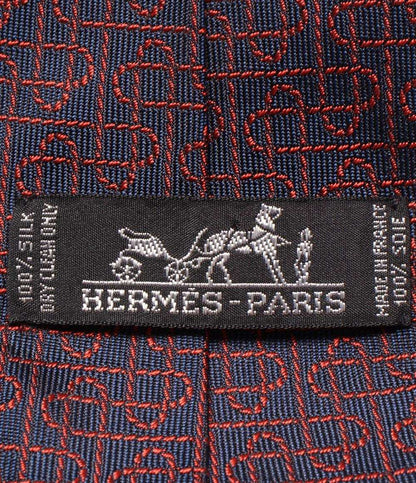 100% SILK
DRY CLEAN ONLY
HERMÈS-PARIS
MADE IN FRANCE
100% SOIE